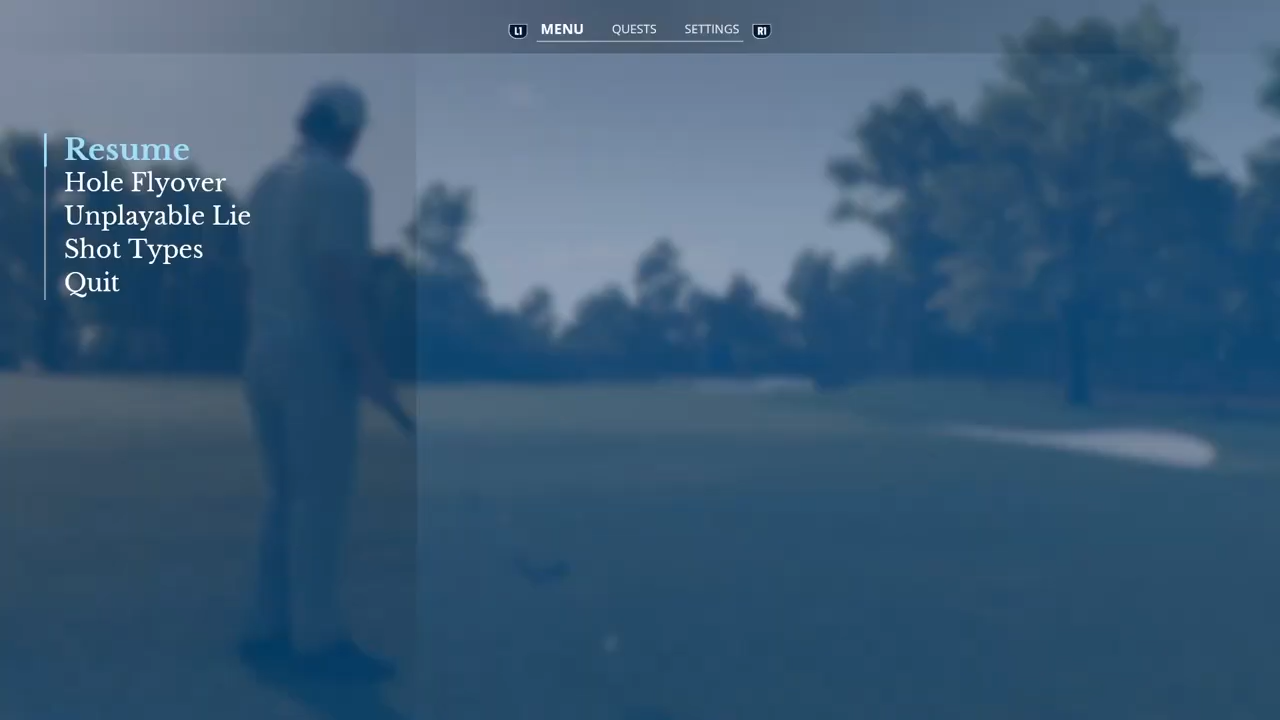 L1 MENU QUESTS SETTINGS R1
Resume
Hole Flyover
Unplayable Lie
Shot Types
Quit